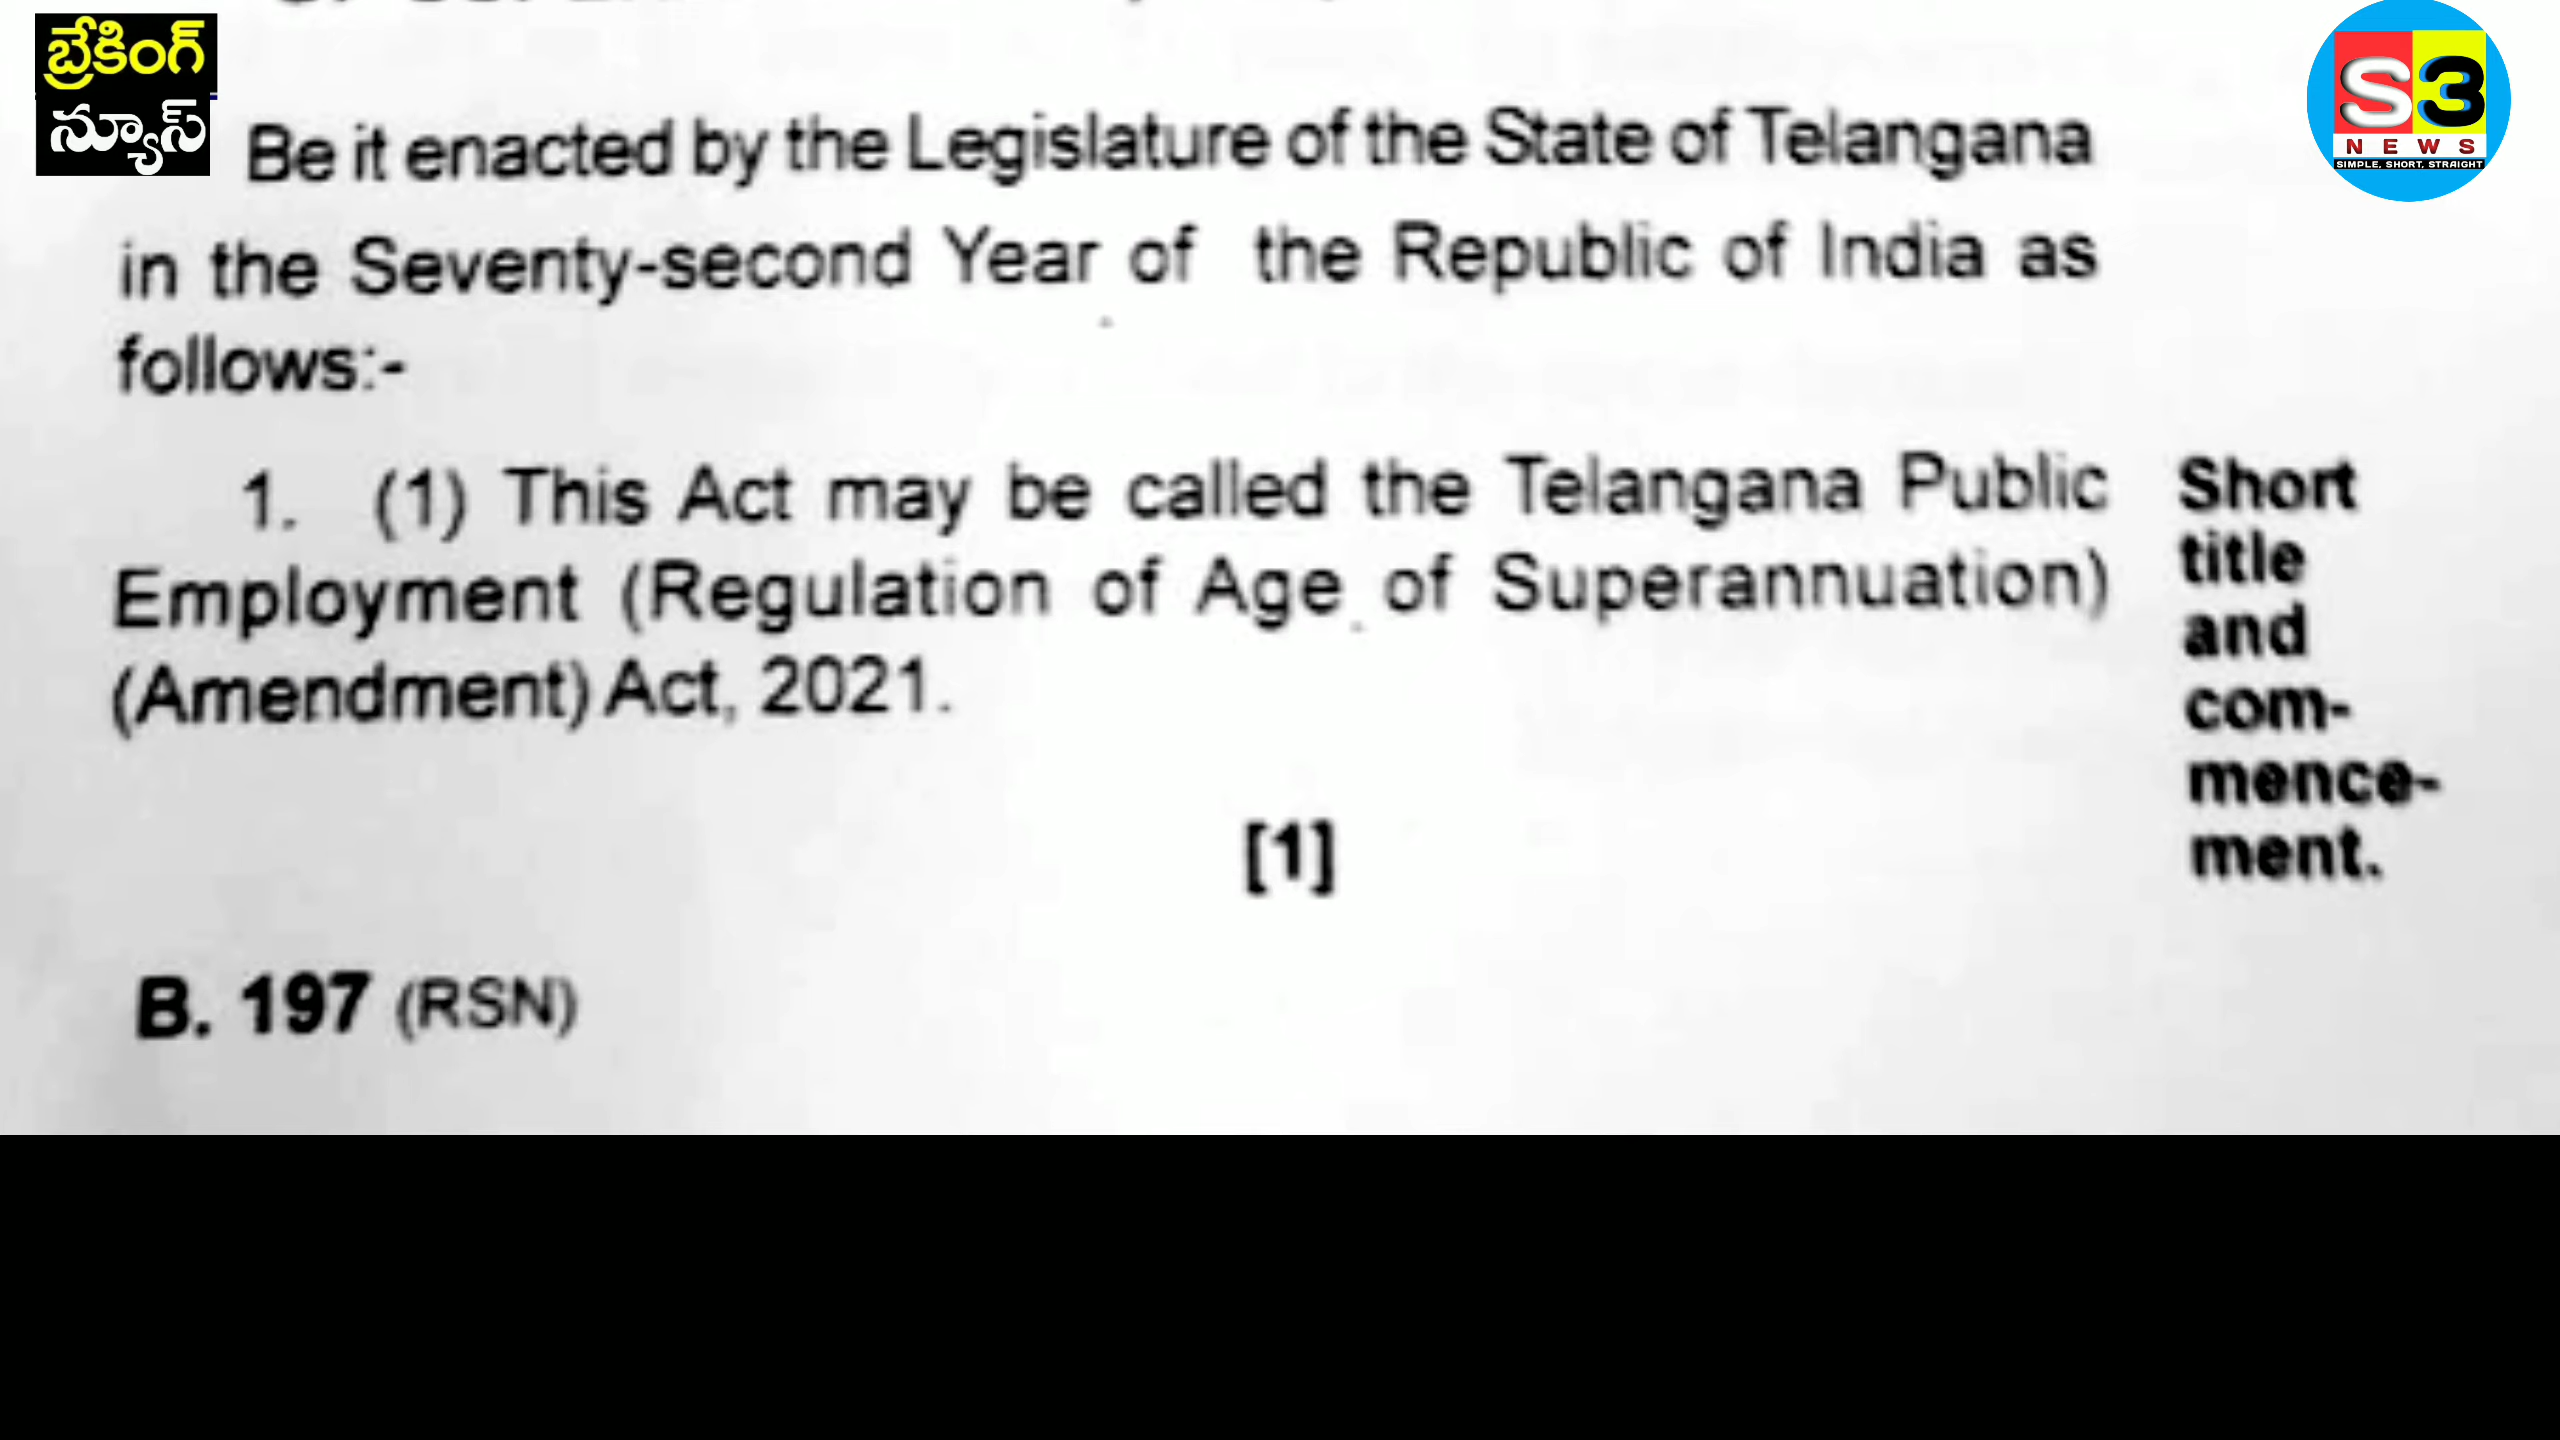 బ్రేకింగ్
న్యూస్
S3
NEWS
SIMPLE, SHORT, STRAIGHT
Be it enacted by the Legislature of the State of Telangana
in the Seventy-second Year of the Republic of India as
follows:-
1. (1) This Act may be called the Telangana Public
Employment (Regulation of Age of Superannuation)
(Amendment) Act, 2021.
Short
title
and
com-
mence-
ment.
[1]
B. 197 (RSN)